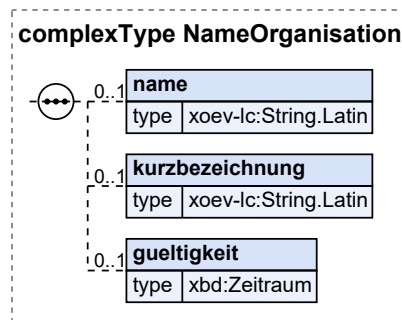 complexType NameOrganisation
0..1 name
type xoev-lc:String.Latin
0..1 kurzbezeichnung
type xoev-lc:String.Latin
0..1 gueltigkeit
type xbd:Zeitraum